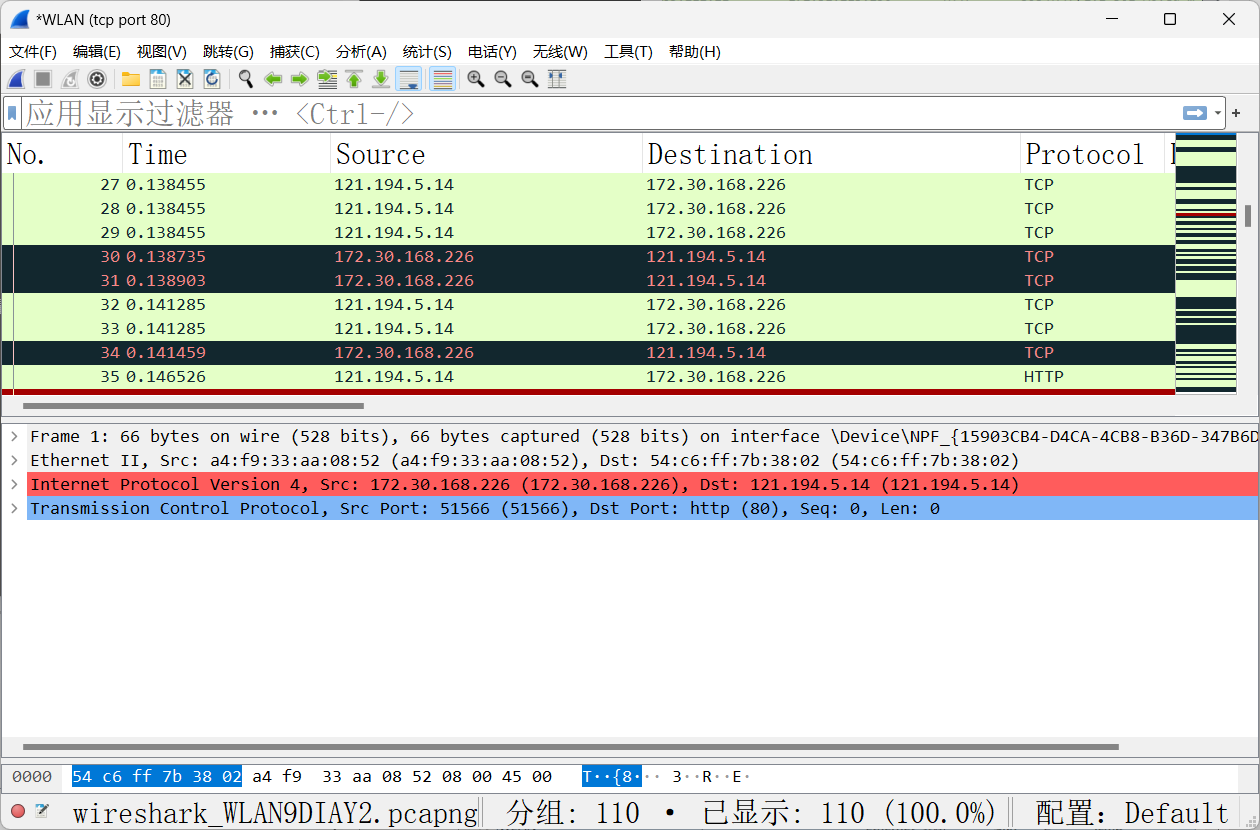 *WLAN (tcp port 80)
文件(F) 编辑(E) 视图(V) 跳转(G) 捕获(C) 分析(A) 统计(S) 电话(Y) 无线(W) 工具(T) 帮助(H)
应用显示过滤器 … <Ctrl-/>
No. Time Source Destination Protocol
27 0.138455 121.194.5.14 172.30.168.226 TCP
28 0.138455 121.194.5.14 172.30.168.226 TCP
29 0.138455 121.194.5.14 172.30.168.226 TCP
30 0.138735 172.30.168.226 121.194.5.14 TCP
31 0.138903 172.30.168.226 121.194.5.14 TCP
32 0.141285 121.194.5.14 172.30.168.226 TCP
33 0.141285 121.194.5.14 172.30.168.226 TCP
34 0.141459 172.30.168.226 121.194.5.14 TCP
35 0.146526 121.194.5.14 172.30.168.226 HTTP
Frame 1: 66 bytes on wire (528 bits), 66 bytes captured (528 bits) on interface \Device\NPF_{15903CB4-D4CA-4CB8-B36D-347B6D
Ethernet II, Src: a4:f9:33:aa:08:52 (a4:f9:33:aa:08:52), Dst: 54:c6:ff:7b:38:02 (54:c6:ff:7b:38:02)
Internet Protocol Version 4, Src: 172.30.168.226 (172.30.168.226), Dst: 121.194.5.14 (121.194.5.14)
Transmission Control Protocol, Src Port: 51566 (51566), Dst Port: http (80), Seq: 0, Len: 0
0000 54 c6 ff 7b 38 02 a4 f9 33 aa 08 52 08 00 45 00 T··{8··· 3··R··E·
wireshark_WLAN9DIAY2.pcapng 分组: 110 · 已显示: 110 (100.0%) 配置: Default